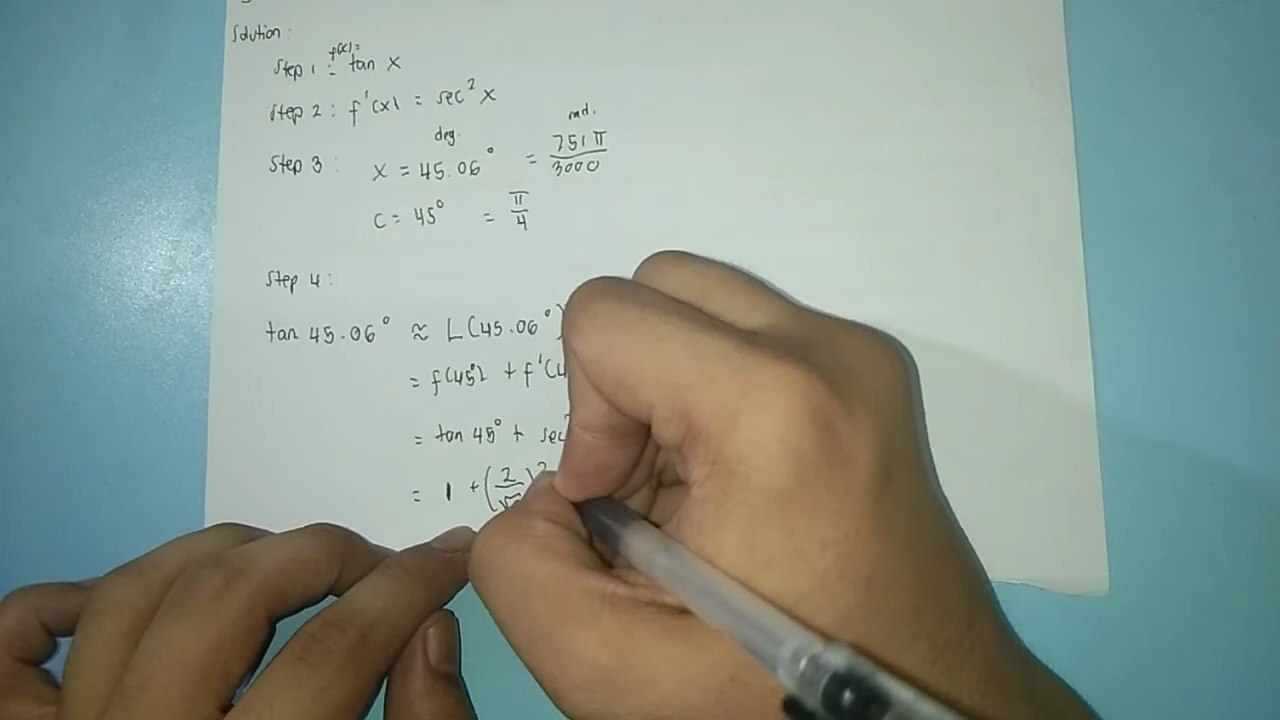 Solution:
f(x)=
Step 1: tan x
Step 2: f'(x) = sec² x
deg. rad.
Step 3: x = 45.06° = 751π/3000
c = 45° = π/4
Step 4:
tan 45.06° ≈ L(45.06°)
= f(45°) + f'(4
= tan 45° + sec
= 1 + (2/√